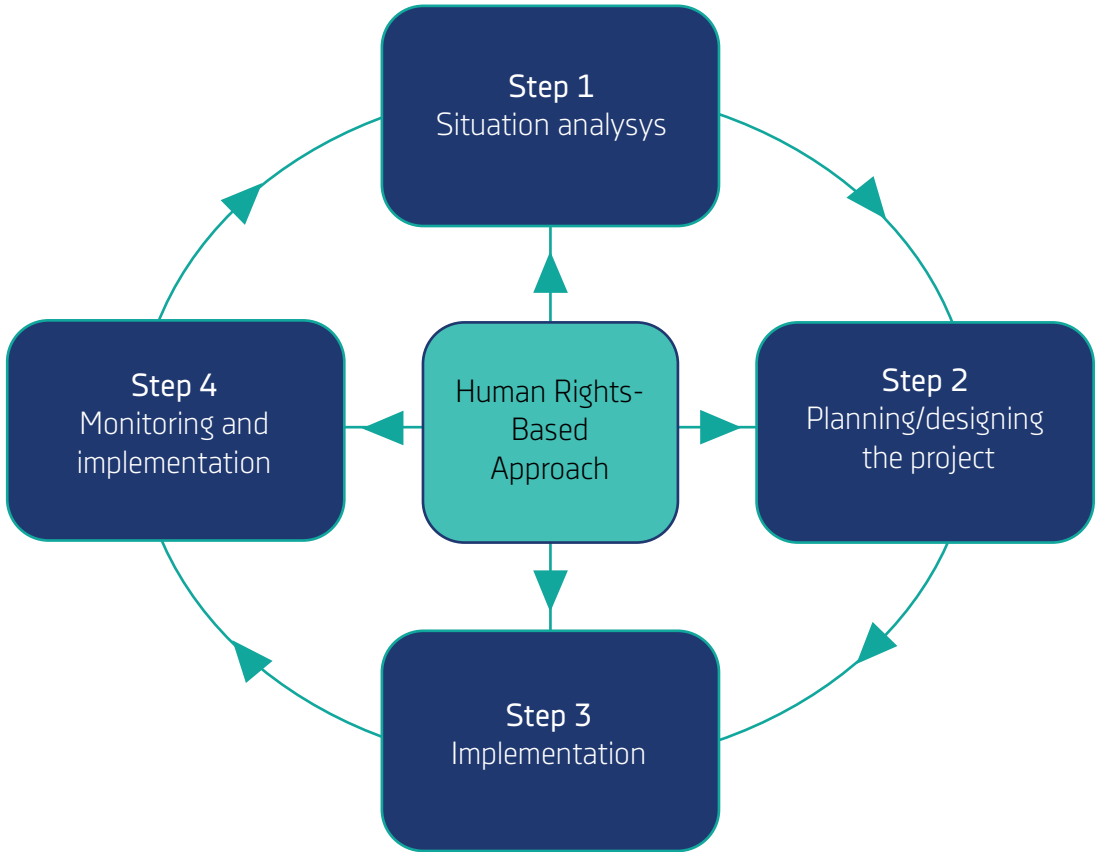 Step 1
Situation analysys
Step 2
Planning/designing
the project
Step 3
Implementation
Step 4
Monitoring and
implementation
Human Rights-
Based
Approach